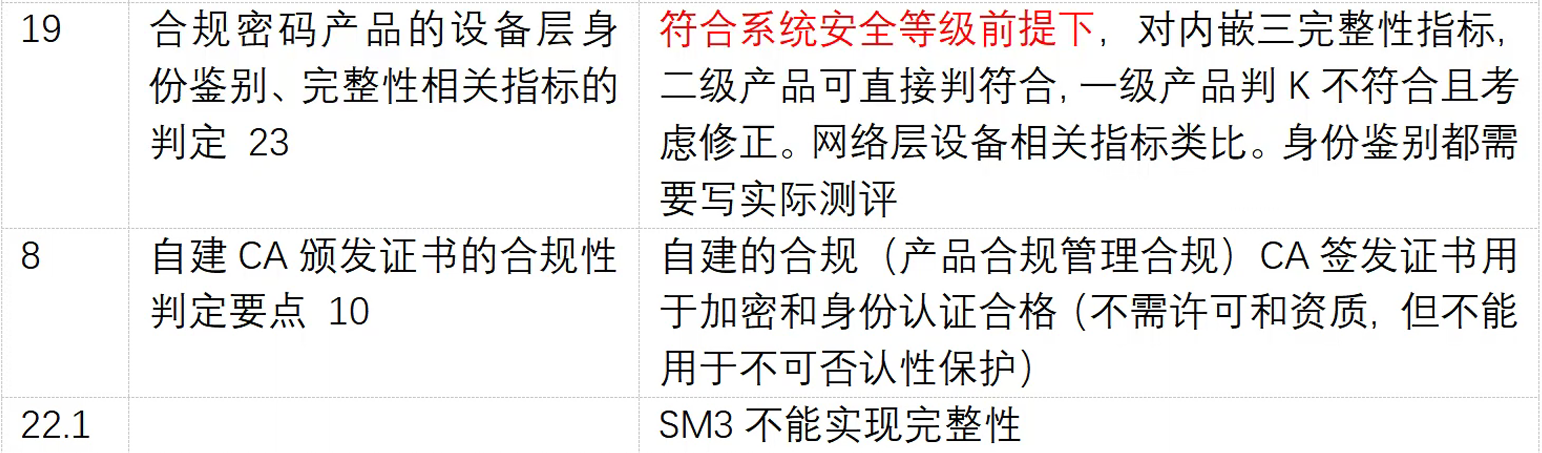 19 合规密码产品的设备层身 符合系统安全等级前提下，对内嵌三完整性指标，
份鉴别、完整性相关指标的 二级产品可直接判符合，一级产品判 K 不符合且考
判定 23 虑修正。网络层设备相关指标类比。身份鉴别都需
要写实际测评
8 自建 CA 颁发证书的合规性 自建的合规（产品合规管理合规）CA 签发证书用
判定要点 10 于加密和身份认证合格（不需许可和资质，但不能
用于不可否认性保护）
22.1 SM3 不能实现完整性